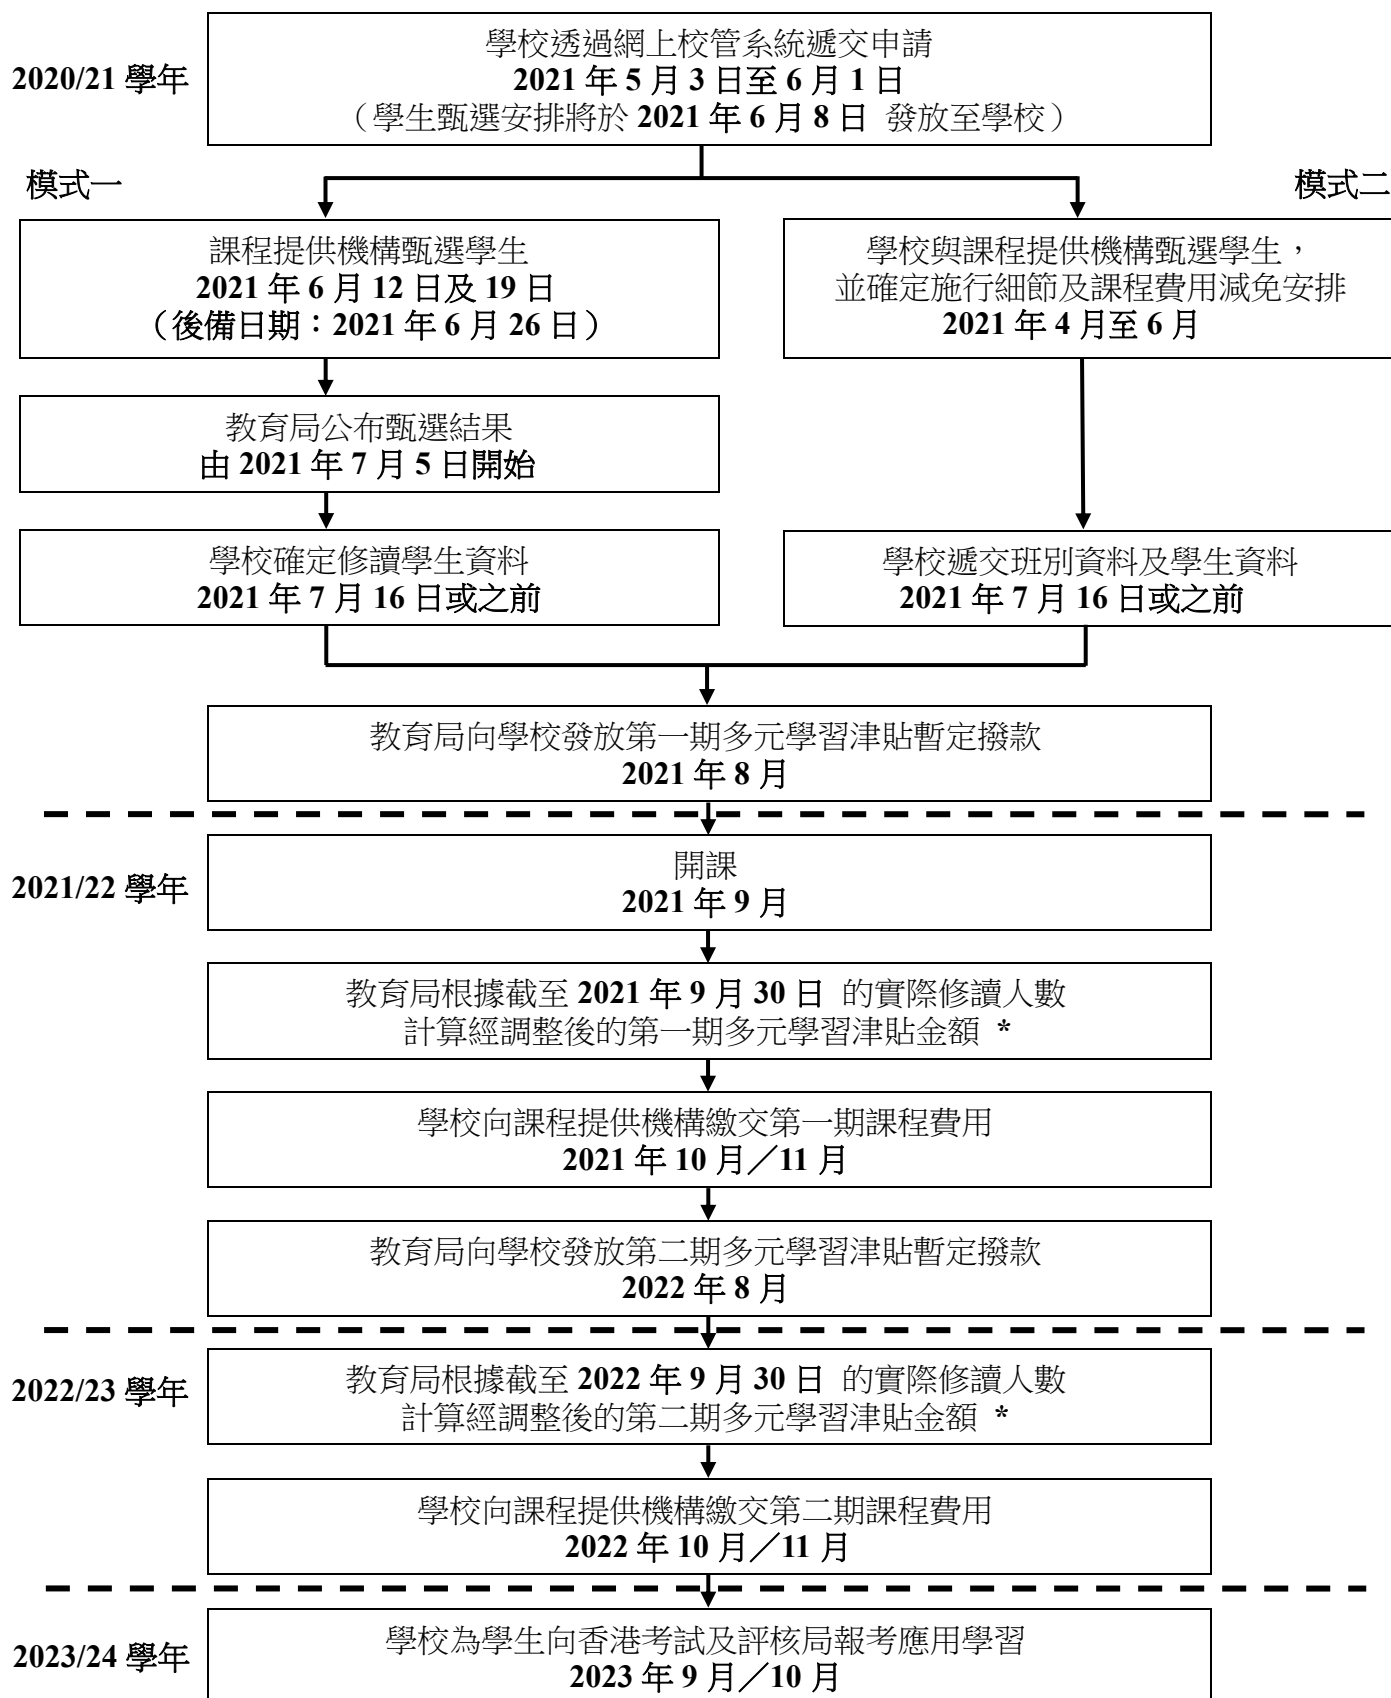 學校透過網上校管系統遞交申請
2020/21 學年
2021 年 5 月 3 日至 6 月 1 日
（學生甄選安排將於 2021 年 6 月 8 日 發放至學校）
模式一
模式二
課程提供機構甄選學生
2021 年 6 月 12 日及 19 日
（後備日期：2021 年 6 月 26 日）
學校與課程提供機構甄選學生，
並確定施行細節及課程費用減免安排
2021 年 4 月至 6 月
教育局公布甄選結果
由 2021 年 7 月 5 日開始
學校確定修讀學生資料
2021 年 7 月 16 日或之前
學校遞交班別資料及學生資料
2021 年 7 月 16 日或之前
教育局向學校發放第一期多元學習津貼暫定撥款
2021 年 8 月
2021/22 學年
開課
2021 年 9 月
教育局根據截至 2021 年 9 月 30 日 的實際修讀人數
計算經調整後的第一期多元學習津貼金額 *
學校向課程提供機構繳交第一期課程費用
2021 年 10 月／11 月
教育局向學校發放第二期多元學習津貼暫定撥款
2022 年 8 月
2022/23 學年
教育局根據截至 2022 年 9 月 30 日 的實際修讀人數
計算經調整後的第二期多元學習津貼金額 *
學校向課程提供機構繳交第二期課程費用
2022 年 10 月／11 月
2023/24 學年
學校為學生向香港考試及評核局報考應用學習
2023 年 9 月／10 月